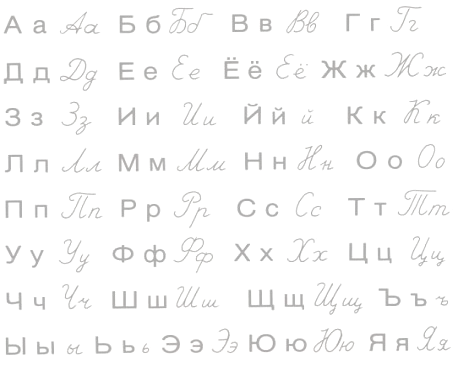 А а Аа Б б Бб В в Вв Г г Гг
Д д Дд Е е Ее Ё ё Ёё Ж ж Жж
З з Зз И и Ии Й й й К к Кк
Л л Лл М м Мм Н н Нн О о Оо
П п Пп Р р Рр С с Сс Т т Тт
У у Уу Ф ф Фф Х х Хх Ц ц Цц
Ч ч Чч Ш ш Шш Щ щ Щщ Ъ ъ ъ
Ы ы ы Ь ь ь Э э Ээ Ю ю Юю Я я Яя